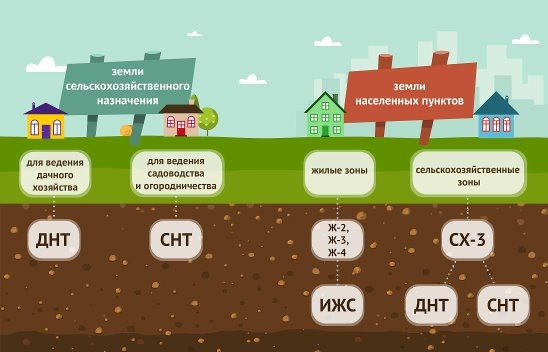 земли
сельскохозяйственного
назначения
земли
населенных пунктов
для ведения
дачного
хозяйства
для ведения
садоводства
и огородничества
жилые зоны
сельскохозяйственные
зоны
ДНТ
СНТ
Ж-2,
Ж-3,
Ж-4
СХ-3
ИЖС
ДНТ
СНТ